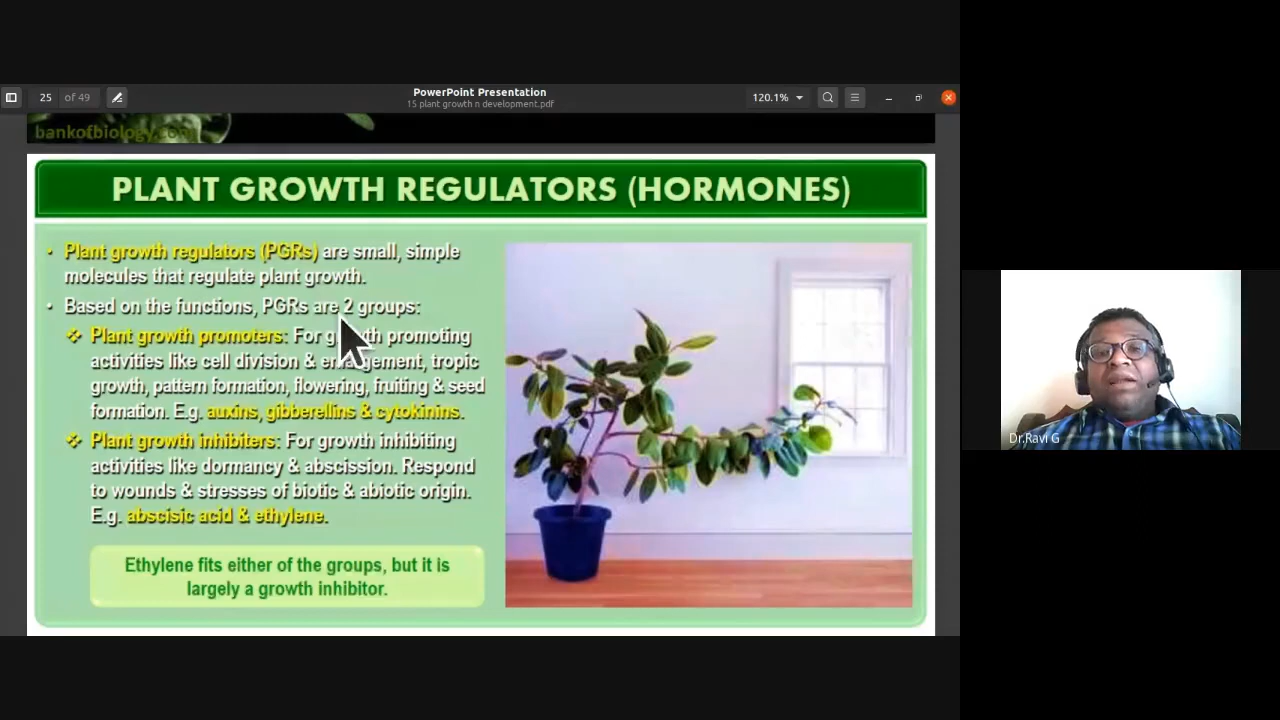 25 of 49
PowerPoint Presentation
15 plant growth n development.pdf
120.1%
bankofbiology.com
PLANT GROWTH REGULATORS (HORMONES)
• Plant growth regulators (PGRs) are small, simple
molecules that regulate plant growth.
• Based on the functions, PGRs are 2 groups:
❖ Plant growth promoters: For growth promoting
activities like cell division & enlargement, tropic
growth, pattern formation, flowering, fruiting & seed
formation. E.g. auxins, gibberellins & cytokinins.
❖ Plant growth inhibiters: For growth inhibiting
activities like dormancy & abscission. Respond
to wounds & stresses of biotic & abiotic origin.
E.g. abscisic acid & ethylene.
Ethylene fits either of the groups, but it is
largely a growth inhibitor.
Dr.Ravi G